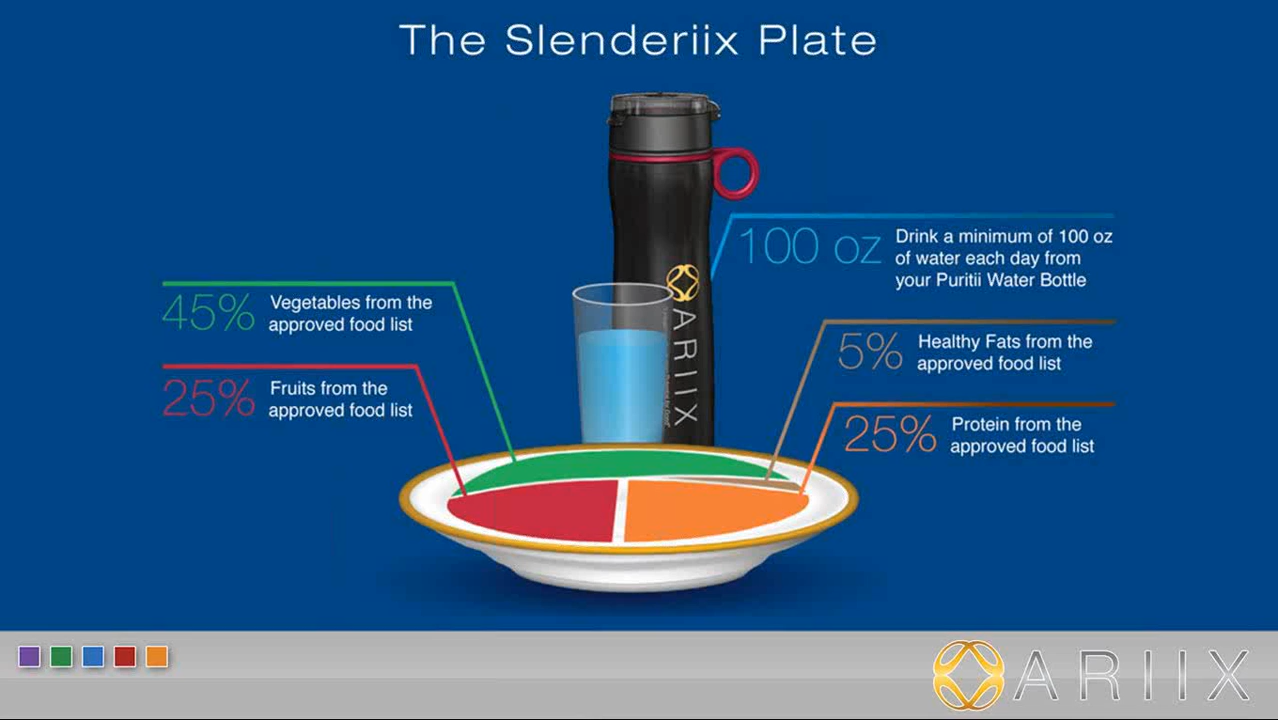 The Slenderiix Plate
100 oz
Drink a minimum of 100 oz
of water each day from
your Puritii Water Bottle
45%
Vegetables from the
approved food list
25%
Fruits from the
approved food list
5%
Healthy Fats from the
approved food list
25%
Protein from the
approved food list
ARIIX
ARIIX